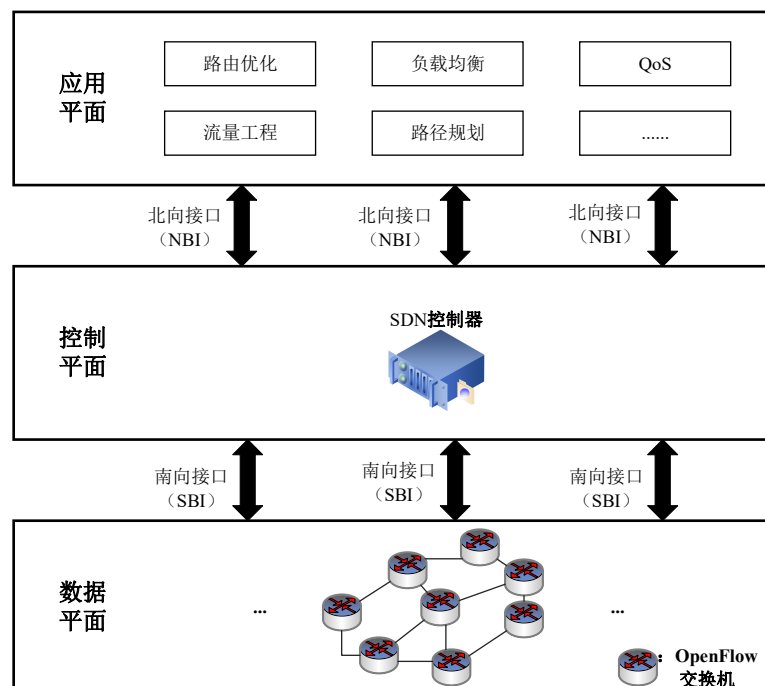 应用
平面
路由优化
负载均衡
QoS
流量工程
路径规划
......
北向接口
（NBI）
北向接口
（NBI）
北向接口
（NBI）
控制
平面
SDN控制器
南向接口
（SBI）
南向接口
（SBI）
南向接口
（SBI）
数据
平面
...
...
：OpenFlow
交换机